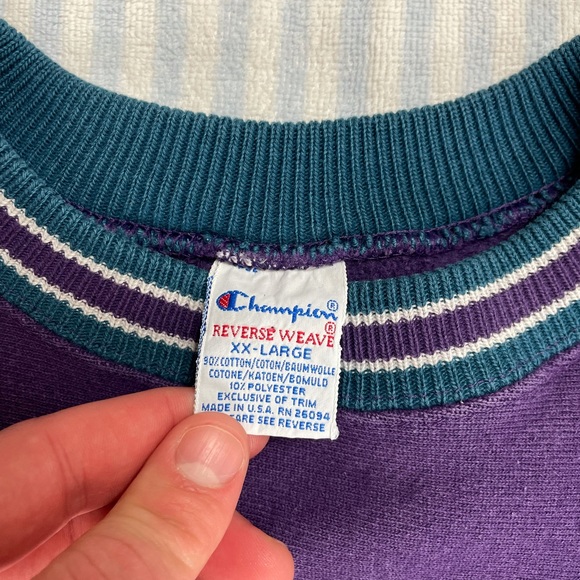 Champion®
REVERSE WEAVE®
XX-LARGE
90% COTTON/COTON/BAUMWOLLE
COTONE/KATOEN/BOMULD
10% POLYESTER
EXCLUSIVE OF TRIM
MADE IN U.S.A. RN 26094
CARE SEE REVERSE